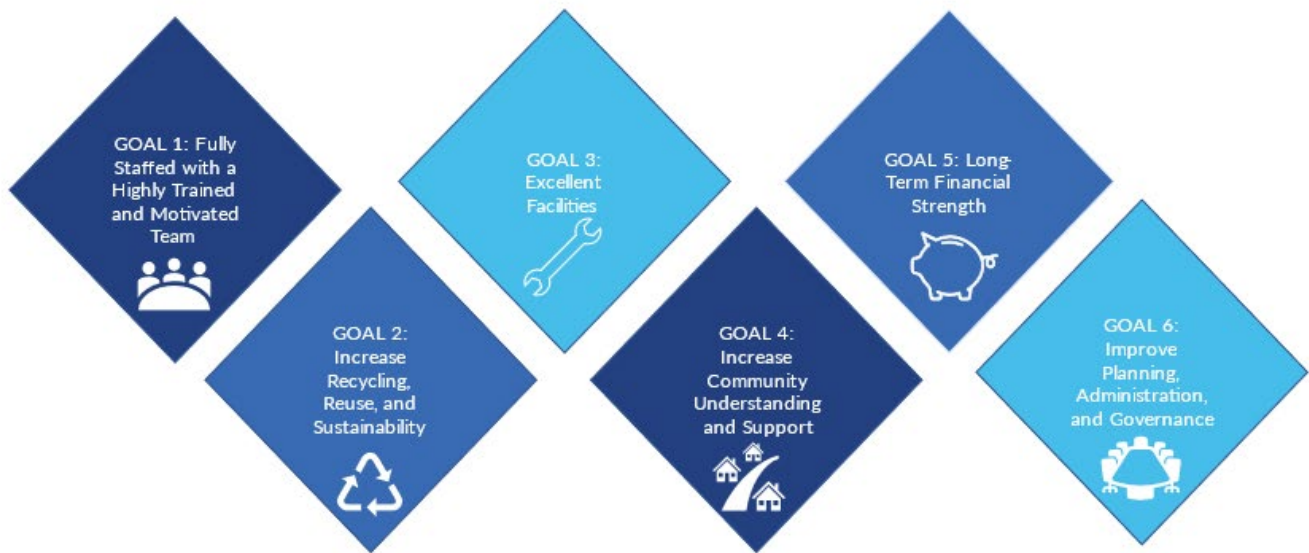 GOAL 1: Fully
Staffed with a
Highly Trained
and Motivated
Team
GOAL 2:
Increase
Recycling,
Reuse, and
Sustainability
GOAL 3:
Excellent
Facilities
GOAL 4:
Increase
Community
Understanding
and Support
GOAL 5: Long-
Term Financial
Strength
GOAL 6:
Improve
Planning,
Administration,
and Governance